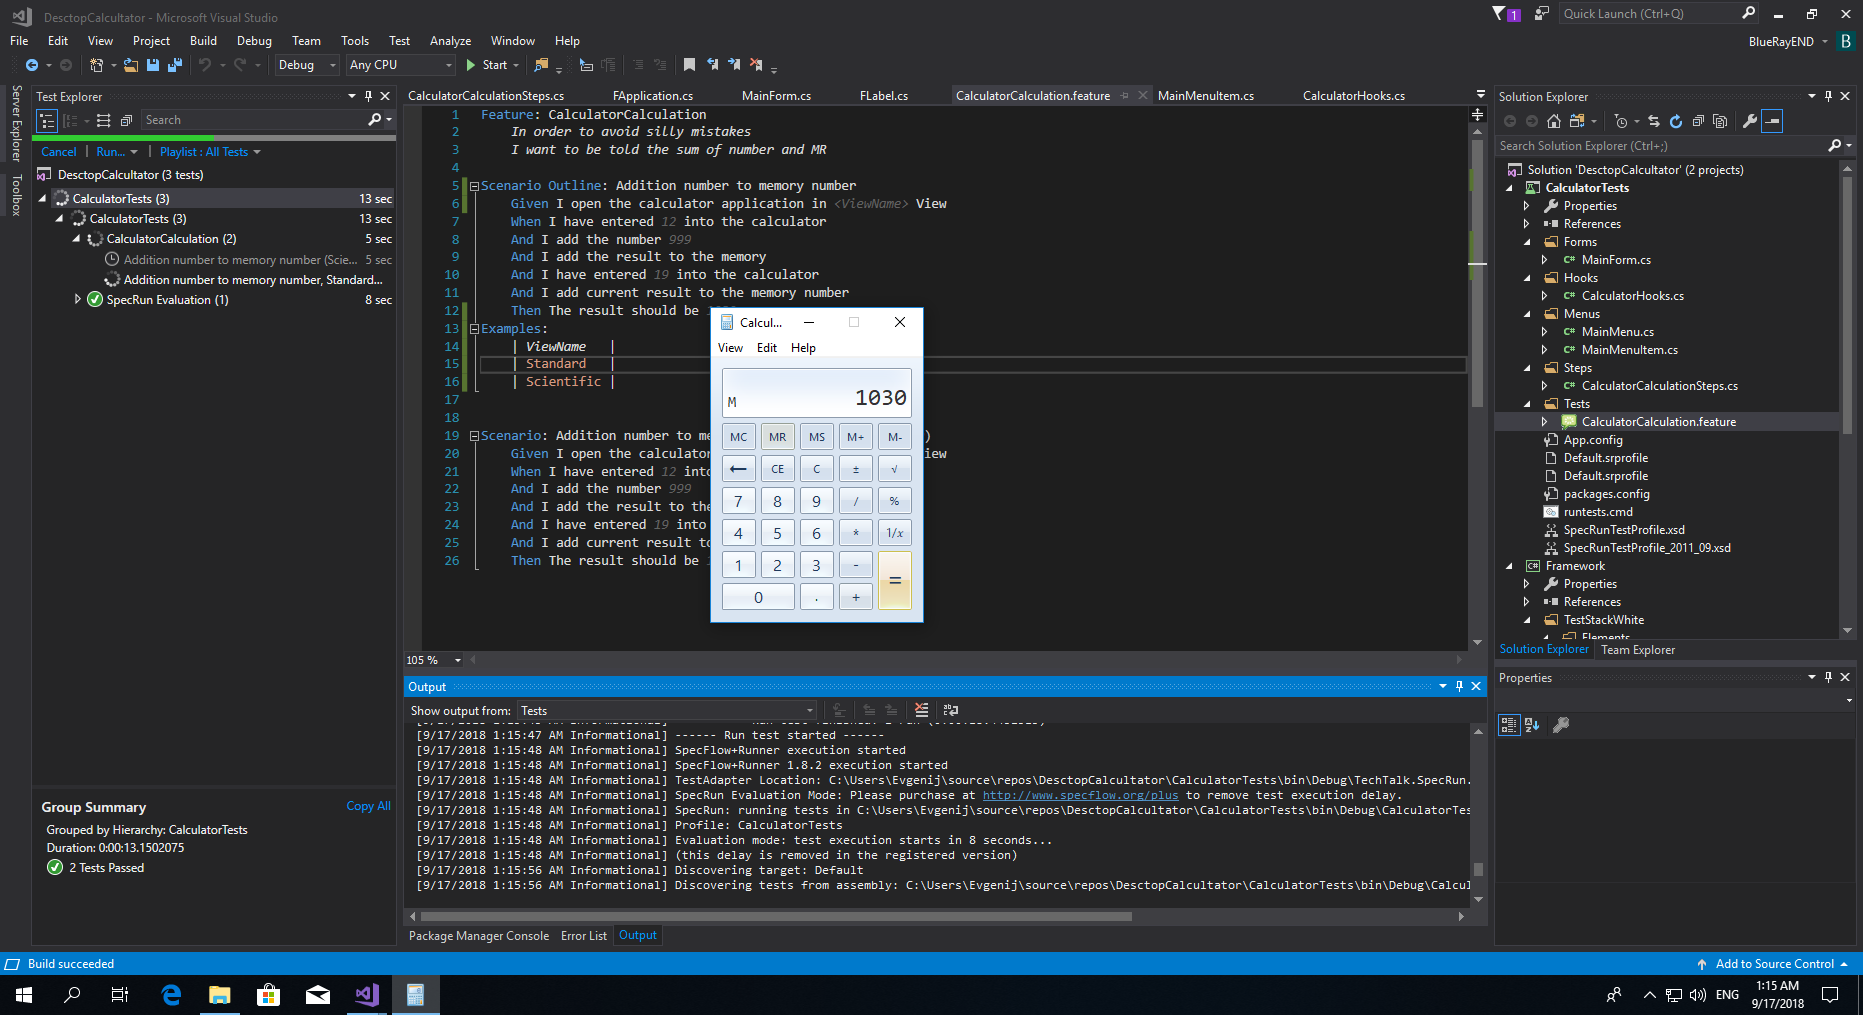 DesctopCalcultator - Microsoft Visual Studio
1
Quick Launch (Ctrl+Q)
File Edit View Project Build Debug Team Tools Test Analyze Window Help
BlueRayEND B
Debug Any CPU Start
Server Explorer
Toolbox
Test Explorer
Search
Cancel | Run... | Playlist : All Tests
DesctopCalcultator (3 tests)
CalculatorTests (3) 13 sec
CalculatorTests (3) 13 sec
CalculatorCalculation (2) 5 sec
Addition number to memory number (Scie... 5 sec
Addition number to memory number, Standard...
SpecRun Evaluation (1) 8 sec
Group Summary Copy All
Grouped by Hierarchy: CalculatorTests
Duration: 0:00:13.1502075
2 Tests Passed
CalculatorCalculationSteps.cs FApplication.cs MainForm.cs FLabel.cs CalculatorCalculation.feature MainMenuItem.cs CalculatorHooks.cs
1 Feature: CalculatorCalculation
2 In order to avoid silly mistakes
3 I want to be told the sum of number and MR
4
5 Scenario Outline: Addition number to memory number
6 Given I open the calculator application in <ViewName> View
7 When I have entered 12 into the calculator
8 And I add the number 999
9 And I add the result to the memory
10 And I have entered 19 into the calculator
11 And I add current result to the memory number
12 Then The result should be
13 Examples:
14 | ViewName |
15 | Standard |
16 | Scientific |
17
18
19 Scenario: Addition number to me )
20 Given I open the calculator iew
21 When I have entered 12 into
22 And I add the number 999
23 And I add the result to the
24 And I have entered 19 into
25 And I add current result to
26 Then The result should be
Calcul...
View Edit Help
M 1030
MC MR MS M+ M-
← CE C ± √
7 8 9 / %
4 5 6 * 1/x
1 2 3 - =
0 . +
105 %
Output
Show output from: Tests
[9/17/2018 1:15:47 AM Informational] ------ Run test started ------
[9/17/2018 1:15:48 AM Informational] SpecFlow+Runner execution started
[9/17/2018 1:15:48 AM Informational] SpecFlow+Runner 1.8.2 execution started
[9/17/2018 1:15:48 AM Informational] TestAdapter Location: C:\Users\Evgenij\source\repos\DesctopCalcultator\CalculatorTests\bin\Debug\TechTalk.SpecRun.
[9/17/2018 1:15:48 AM Informational] SpecRun Evaluation Mode: Please purchase at http://www.specflow.org/plus to remove test execution delay.
[9/17/2018 1:15:48 AM Informational] SpecRun: running tests in C:\Users\Evgenij\source\repos\DesctopCalcultator\CalculatorTests\bin\Debug\CalculatorTes
[9/17/2018 1:15:48 AM Informational] Profile: CalculatorTests
[9/17/2018 1:15:48 AM Informational] Evaluation mode: test execution starts in 8 seconds...
[9/17/2018 1:15:48 AM Informational] (this delay is removed in the registered version)
[9/17/2018 1:15:56 AM Informational] Discovering target: Default
[9/17/2018 1:15:56 AM Informational] Discovering tests from assembly: C:\Users\Evgenij\source\repos\DesctopCalcultator\CalculatorTests\bin\Debug\Calcul
Package Manager Console Error List Output
Solution Explorer
Search Solution Explorer (Ctrl+;)
Solution 'DesctopCalcultator' (2 projects)
CalculatorTests
Properties
References
Forms
C# MainForm.cs
Hooks
C# CalculatorHooks.cs
Menus
C# MainMenu.cs
C# MainMenuItem.cs
Steps
C# CalculatorCalculationSteps.cs
Tests
CalculatorCalculation.feature
App.config
Default.srprofile
Default.srprofile
packages.config
runtests.cmd
SpecRunTestProfile.xsd
SpecRunTestProfile_2011_09.xsd
C# Framework
Properties
References
TestStackWhite
Elements
Solution Explorer Team Explorer
Properties
Build succeeded
Add to Source Control
ENG
1:15 AM
9/17/2018